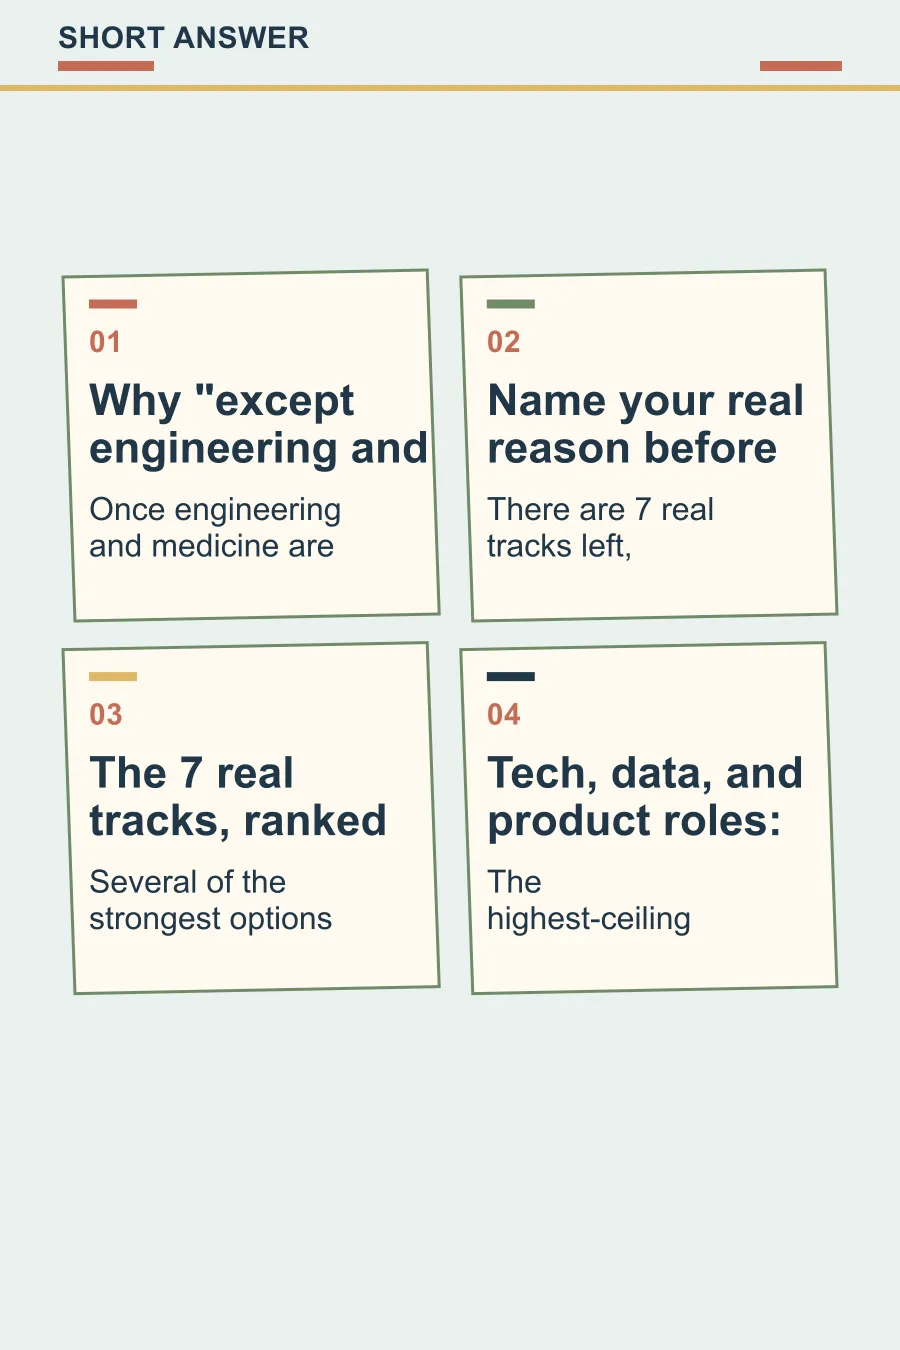 SHORT ANSWER
01
Why "except
engineering and
Once engineering
and medicine are
02
Name your real
reason before
There are 7 real
tracks left,
03
The 7 real
tracks, ranked
Several of the
strongest options
04
Tech, data, and
product roles:
The
highest-ceiling